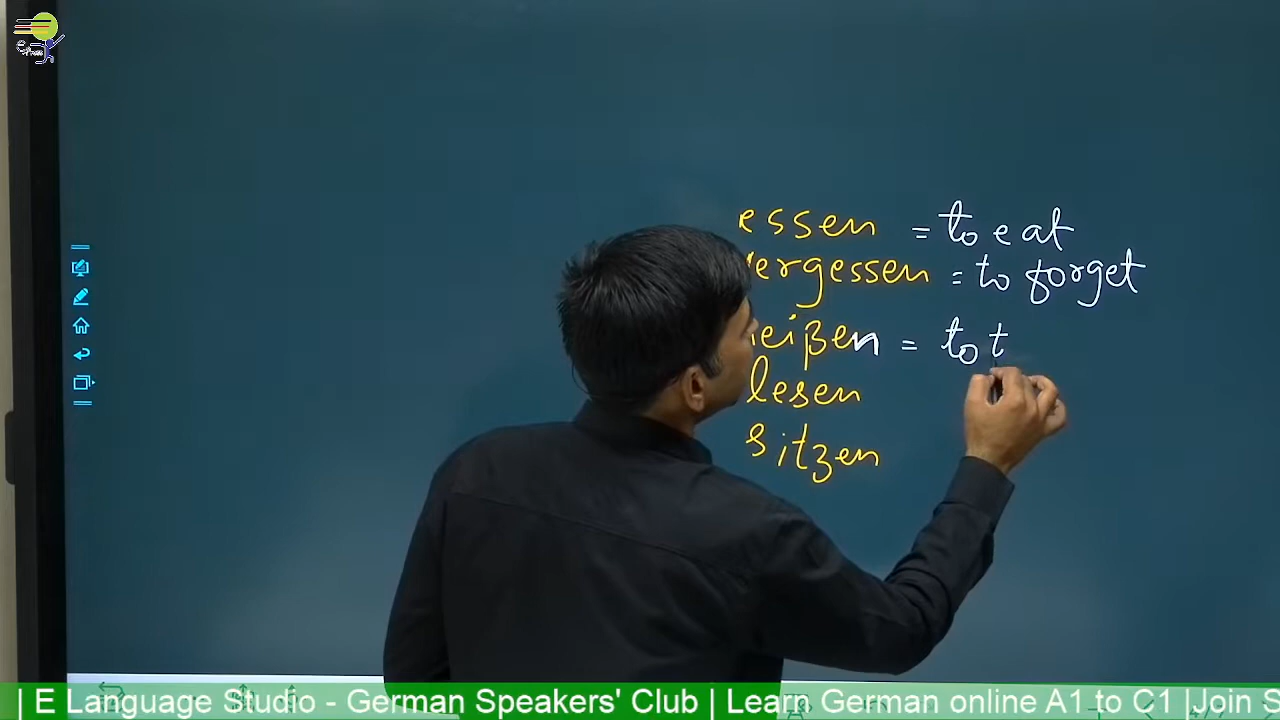 essen = to eat
vergessen = to forget
eißen = to t
lesen
sitzen
| E Language Studio - German Speakers' Club | Learn German online A1 to C1 |Join S